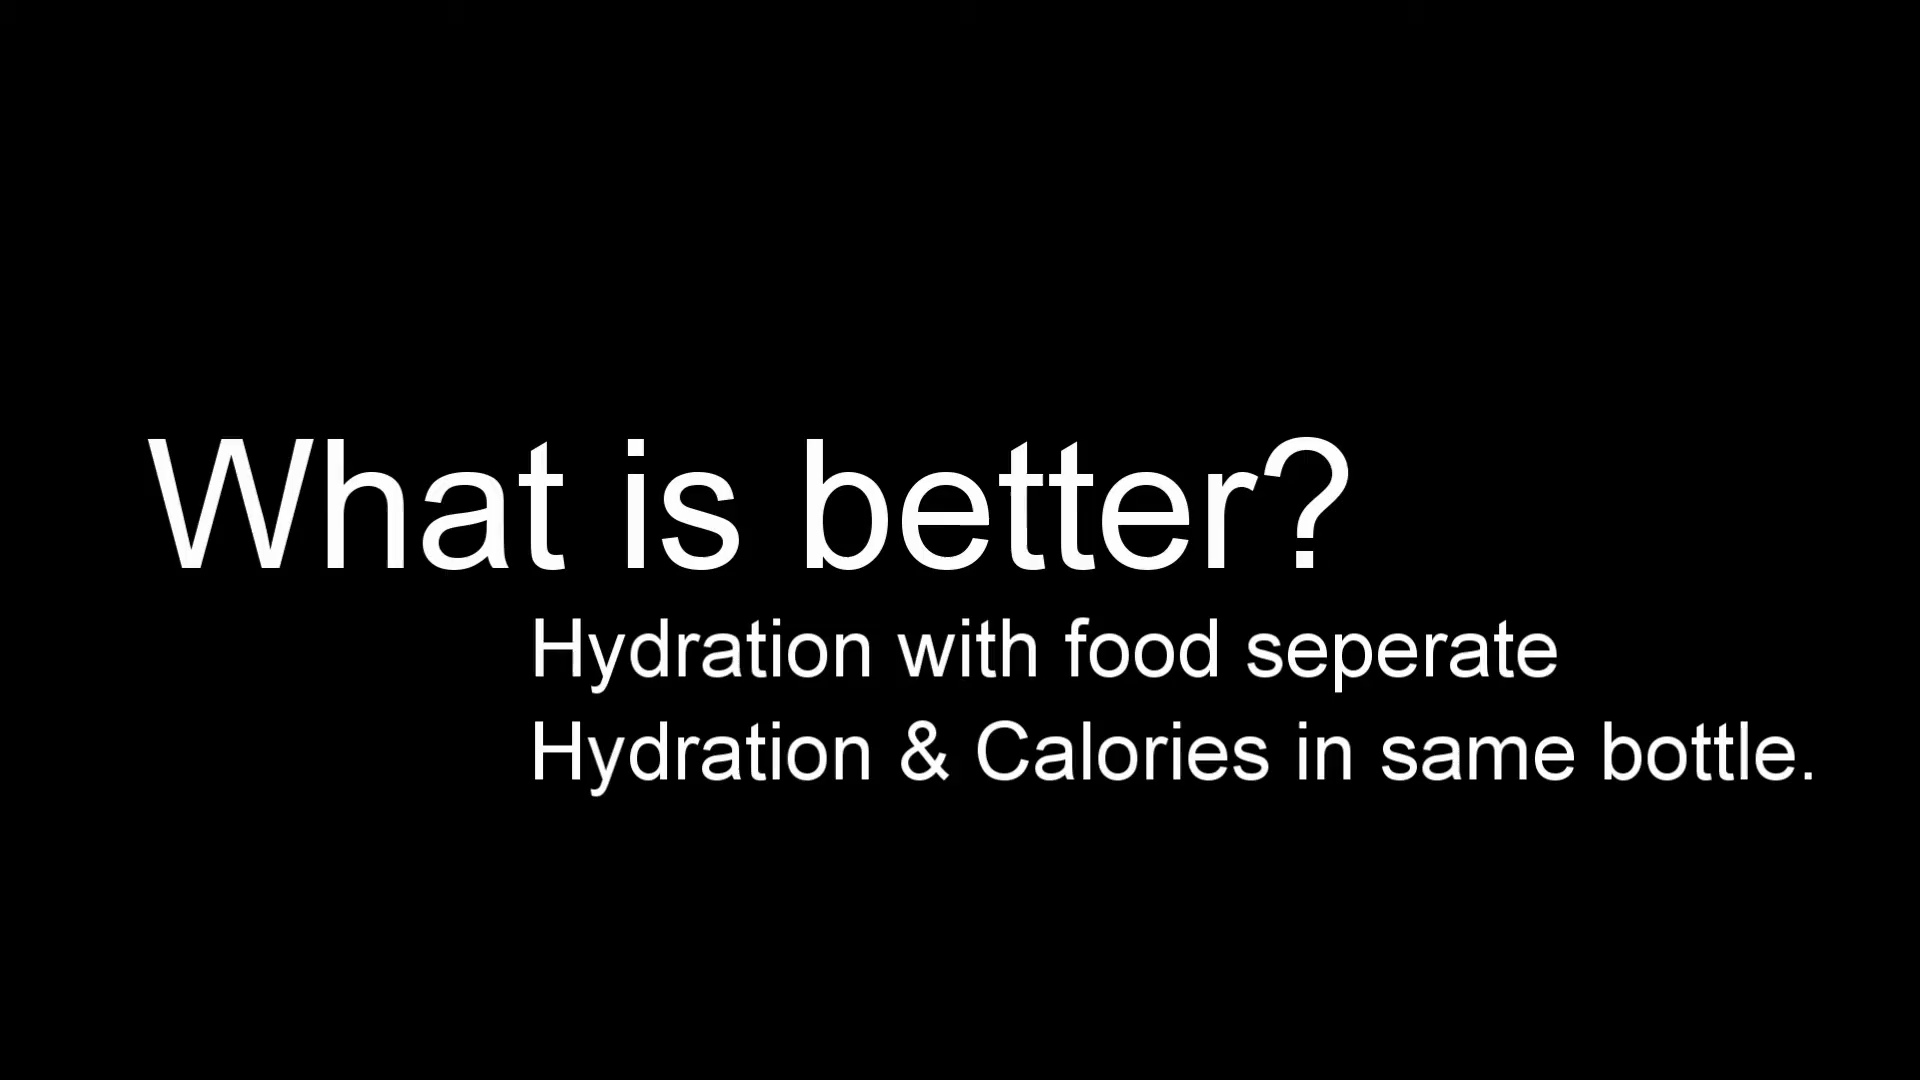 What is better?
Hydration with food seperate
Hydration & Calories in same bottle.